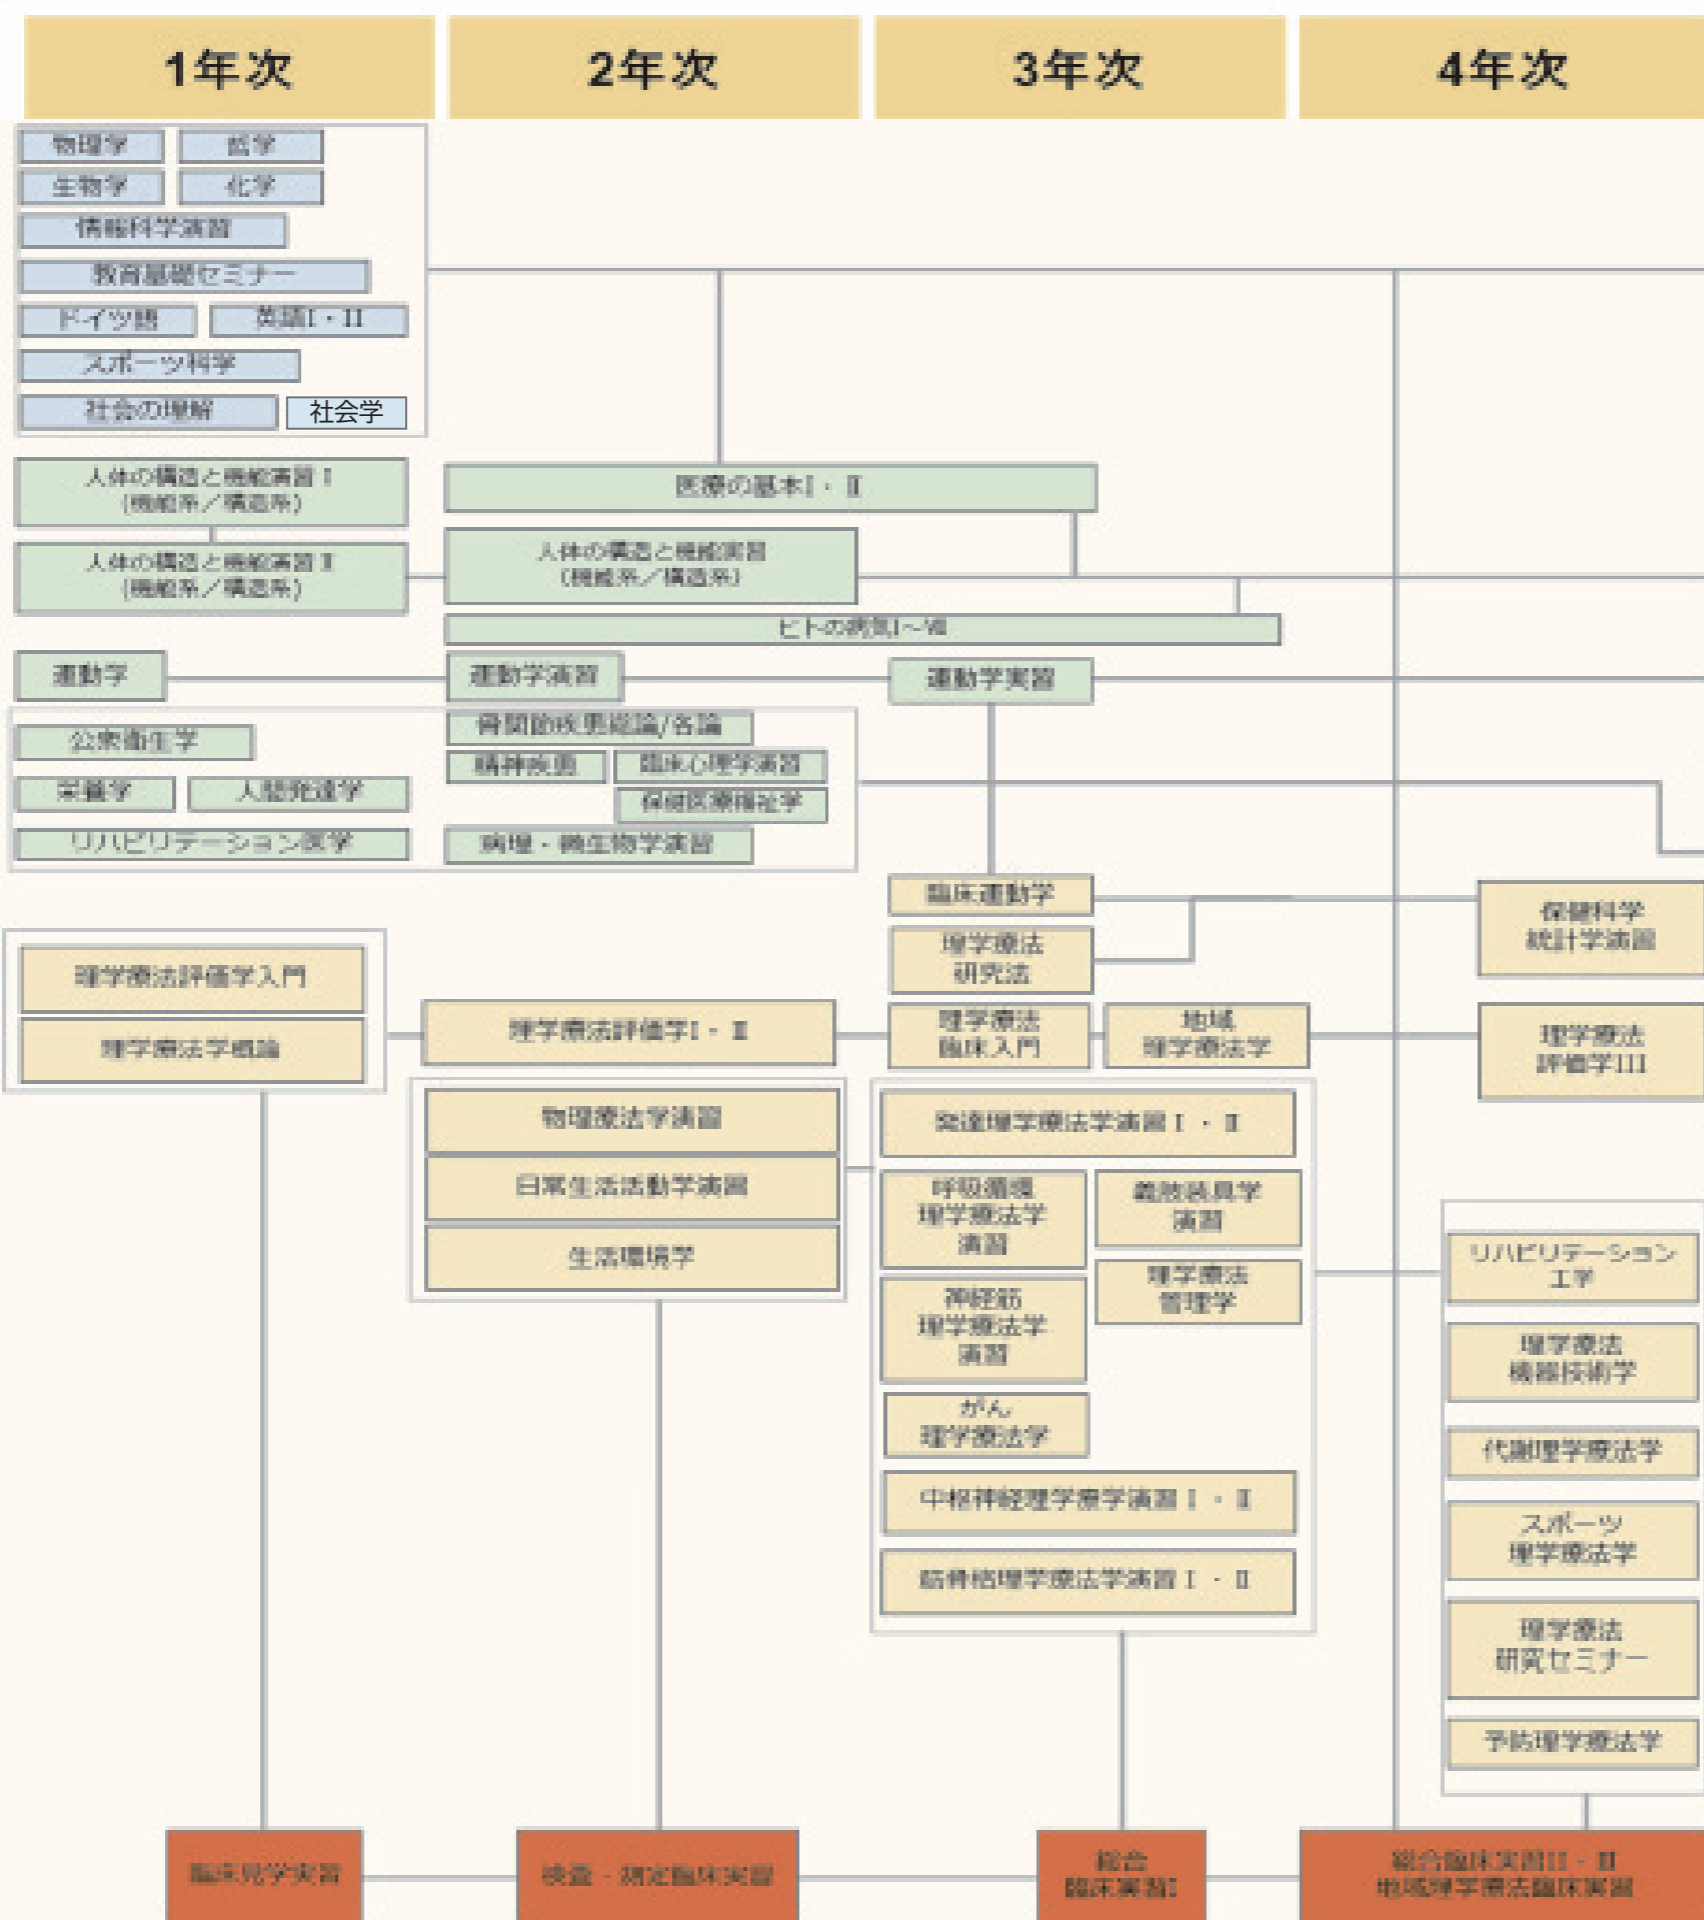 1年次
2年次
3年次
4年次
物理学
哲学
生物学
化学
情報科学演習
教育基礎セミナー
ドイツ語
英語I・II
スポーツ科学
社会の理解
社会学
人体の構造と機能演習Ⅰ
(機能系／構造系)
人体の構造と機能演習Ⅱ
(機能系／構造系)
医療の基本Ⅰ・Ⅱ
人体の構造と機能実習
(機能系／構造系)
ヒトの病気Ⅰ～Ⅶ
運動学
運動学演習
運動学実習
公衆衛生学
栄養学
人間発達学
リハビリテーション医学
骨関節疾患総論/各論
精神疾患
臨床心理学演習
保健医療福祉学
病理・微生物学演習
臨床運動学
理学療法
研究法
保健科学
統計学演習
理学療法評価学入門
理学療法学概論
理学療法評価学Ⅰ・Ⅱ
理学療法
臨床入門
地域
理学療法学
理学療法
評価学III
物理療法学演習
日常生活活動学演習
生活環境学
発達理学療法学演習Ⅰ・Ⅱ
呼吸循環
理学療法学
演習
義肢装具学
演習
神経筋
理学療法学
演習
理学療法
管理学
がん
理学療法学
中枢神経理学療学演習Ⅰ・Ⅱ
筋骨格理学療法学演習Ⅰ・Ⅱ
リハビリテーション
工学
理学療法
機器技術学
代謝理学療法学
スポーツ
理学療法学
理学療法
研究セミナー
予防理学療法学
臨床見学実習
検査・測定臨床実習
総合
臨床実習I
総合臨床実習II・Ⅲ
地域理学療法臨床実習